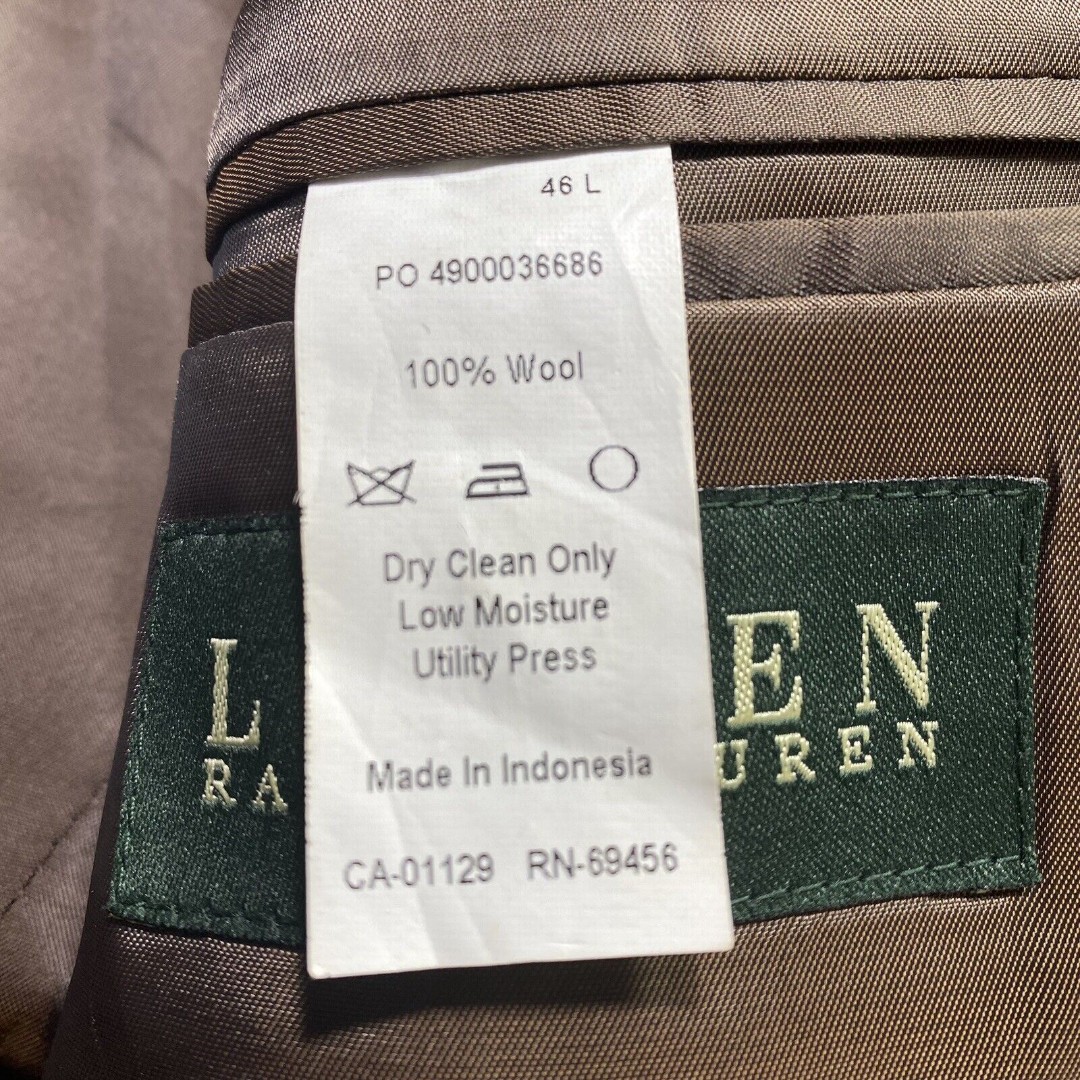 46 L
PO 4900036686
100% Wool
Dry Clean Only
Low Moisture
Utility Press
Made In Indonesia
CA-01129 RN-69456
L EN
RA UREN